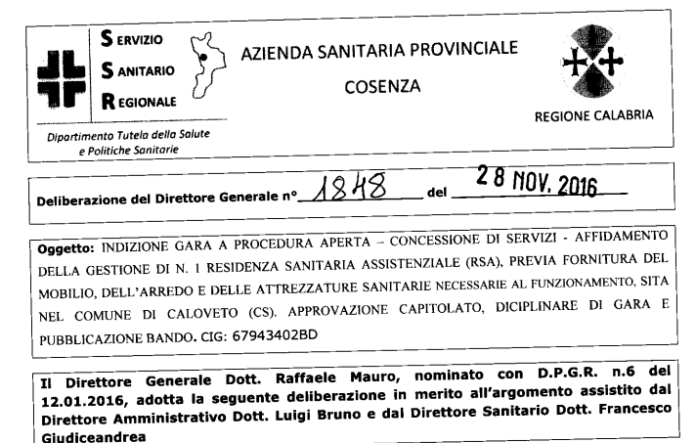 SERVIZIO
SANITARIO
REGIONALE
Dipartimento Tutela della Salute
e Politiche Sanitarie
AZIENDA SANITARIA PROVINCIALE
COSENZA
REGIONE CALABRIA
Deliberazione del Direttore Generale n° 1848 del 28 NOV. 2016
Oggetto: INDIZIONE GARA A PROCEDURA APERTA – CONCESSIONE DI SERVIZI - AFFIDAMENTO
DELLA GESTIONE DI N. 1 RESIDENZA SANITARIA ASSISTENZIALE (RSA), PREVIA FORNITURA DEL
MOBILIO, DELL'ARREDO E DELLE ATTREZZATURE SANITARIE NECESSARIE AL FUNZIONAMENTO, SITA
NEL COMUNE DI CALOVETO (CS). APPROVAZIONE CAPITOLATO, DICIPLINARE DI GARA E
PUBBLICAZIONE BANDO. CIG: 67943402BD
Il Direttore Generale Dott. Raffaele Mauro, nominato con D.P.G.R. n.6 del
12.01.2016, adotta la seguente deliberazione in merito all'argomento assistito dal
Direttore Amministrativo Dott. Luigi Bruno e dal Direttore Sanitario Dott. Francesco
Giudiceandrea